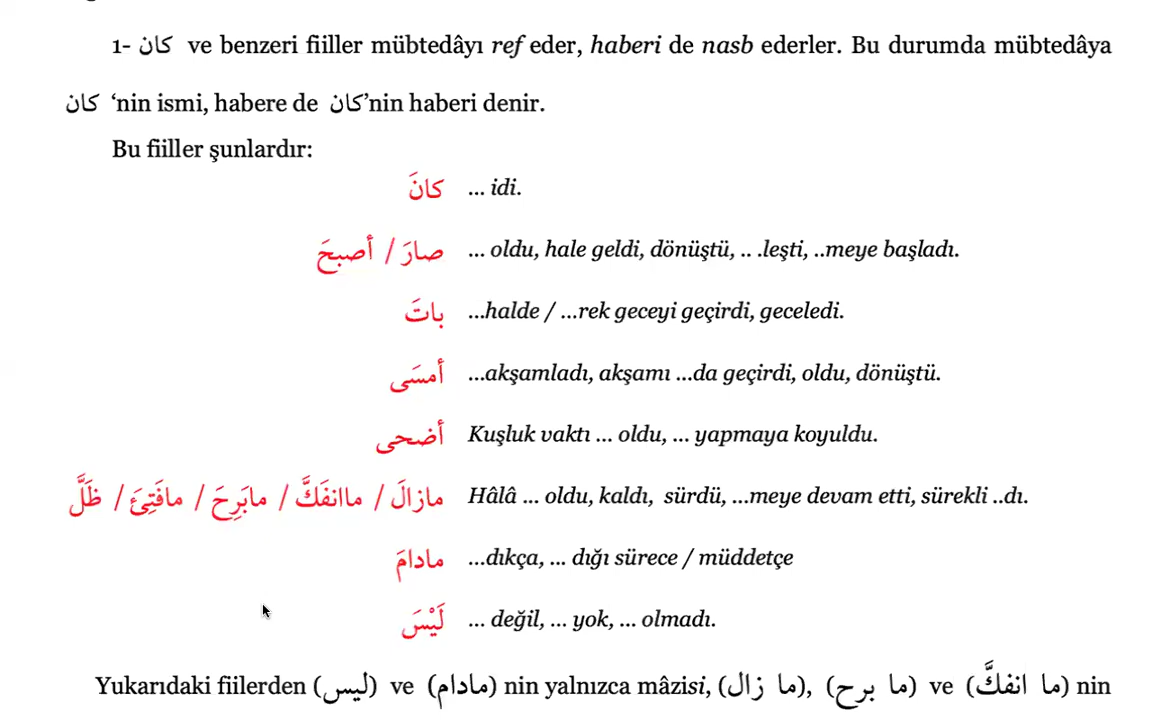 1- كان ve benzeri fiiller mübtedâyı ref eder, haberi de nasb ederler. Bu durumda mübtedâya
كان ‘nin ismi, habere de كان’nin haberi denir.
Bu fiiller şunlardır:
كانَ ... idi.
صارَ / أصبحَ ... oldu, hale geldi, dönüştü, .. .leşti, ..meye başladı.
باتَ ...halde / ...rek geceyi geçirdi, geceledi.
أمسَى ...akşamladı, akşamı ...da geçirdi, oldu, dönüştü.
أضحى Kuşluk vaktı ... oldu, ... yapmaya koyuldu.
مازالَ / ماانفَكَّ / مابَرِحَ / مافَتِئَ / ظَلَّ Hâlâ ... oldu, kaldı, sürdü, ...meye devam etti, sürekli ..dı.
مادامَ ...dıkça, ... dığı sürece / müddetçe
لَيْسَ ... değil, ... yok, ... olmadı.
Yukarıdaki fiilerden (ليس) ve (مادام) nin yalnızca mâzisi, (ما زال), (ما برح) ve (ما انفكَّ) nin